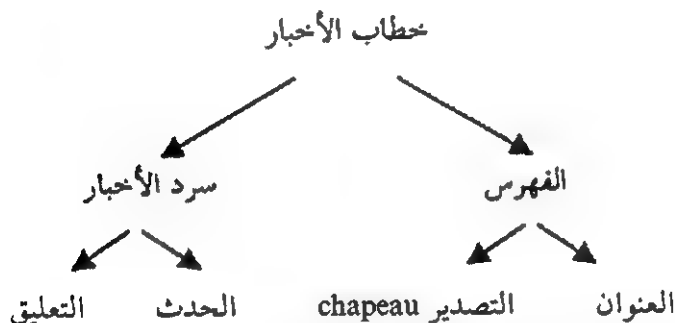 خطاب الأخبار
الفهرس سرد الأخبار
العنوان التصدير chapeau الحدث التعليق